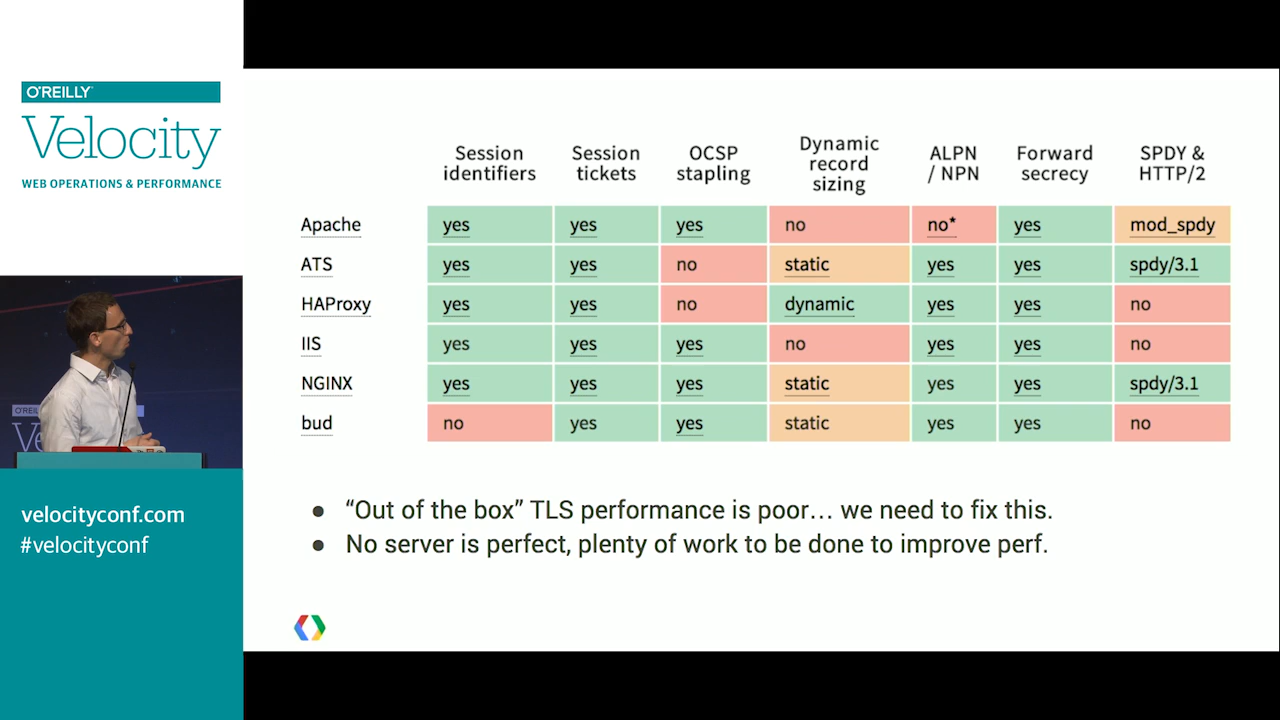 O'REILLY
Velocity
WEB OPERATIONS & PERFORMANCE
O'REILLY
Ve
velocityconf.com
#velocityconf
Session identifiers
Session tickets
OCSP stapling
Dynamic record sizing
ALPN / NPN
Forward secrecy
SPDY & HTTP/2
Apache yes yes yes no no* yes mod_spdy
ATS yes yes no static yes yes spdy/3.1
HAProxy yes yes no dynamic yes yes no
IIS yes yes yes no yes yes no
NGINX yes yes yes static yes yes spdy/3.1
bud no yes yes static yes yes no
● “Out of the box” TLS performance is poor… we need to fix this.
● No server is perfect, plenty of work to be done to improve perf.